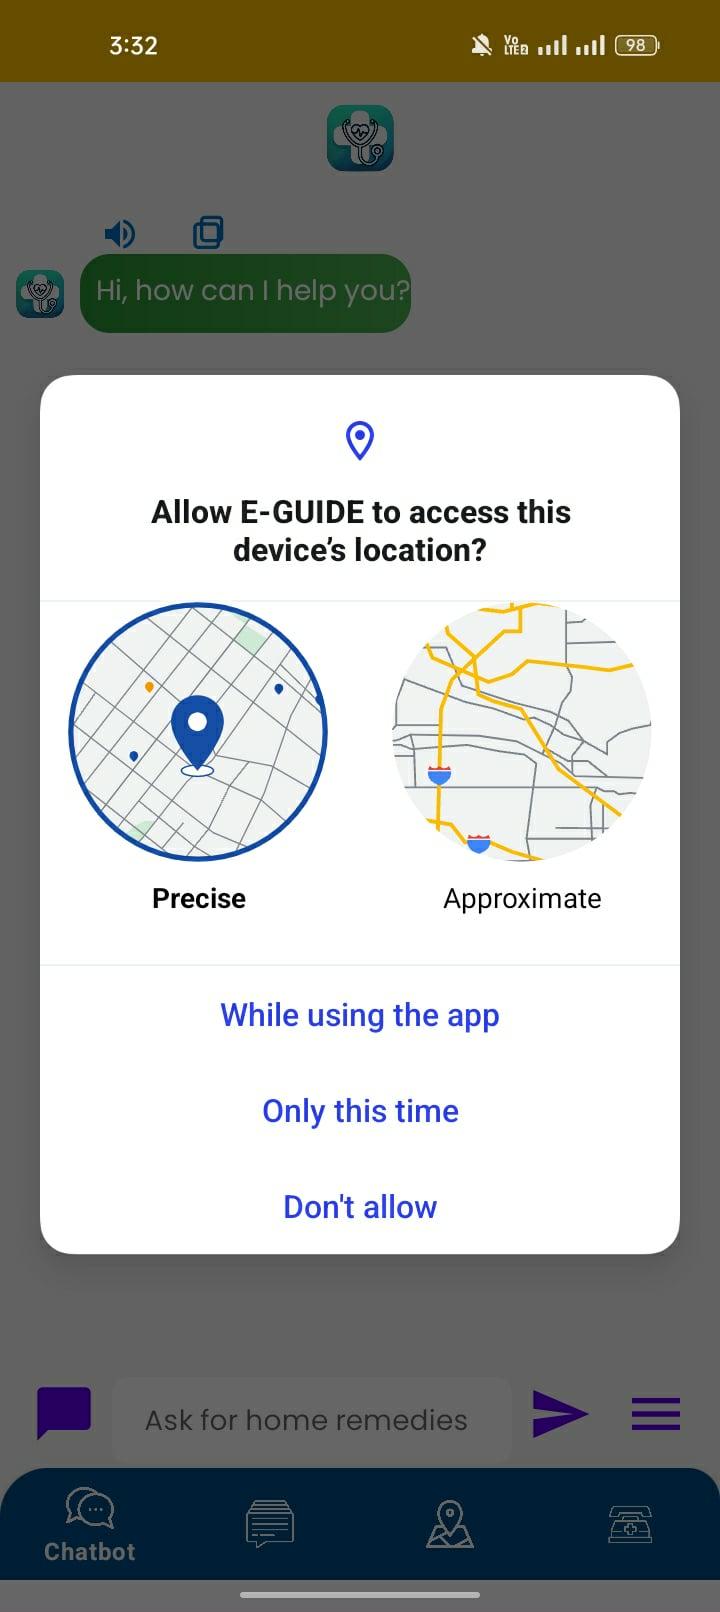 3:32
Vo
LTE2
98
Hi, how can I help you?
Allow E-GUIDE to access this
device’s location?
Precise
Approximate
While using the app
Only this time
Don't allow
Ask for home remedies
Chatbot